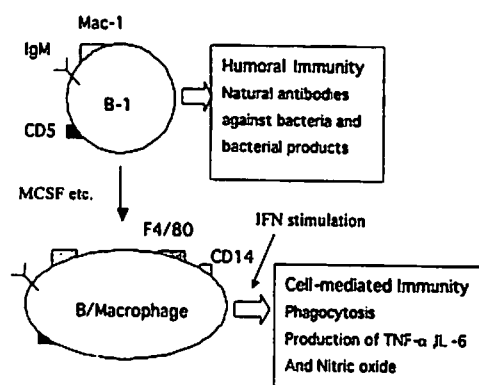 Mac-1
IgM
B-1
CD5
Humoral Immunity
Natural antibodies
against bacteria and
bacterial products
MCSF etc.
F4/80
IFN stimulation
CD14
B/Macrophage
Cell-mediated Immunity
Phagocytosis
Production of TNF-α ,IL -6
And Nitric oxide